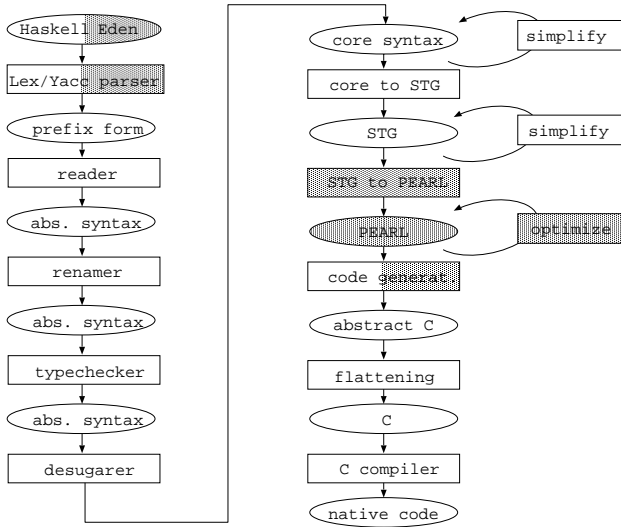 Haskell Eden
Lex/Yacc parser
prefix form
reader
abs. syntax
renamer
abs. syntax
typechecker
abs. syntax
desugarer
core syntax
simplify
core to STG
STG
simplify
STG to PEARL
PEARL
optimize
code generat.
abstract C
flattening
C
C compiler
native code